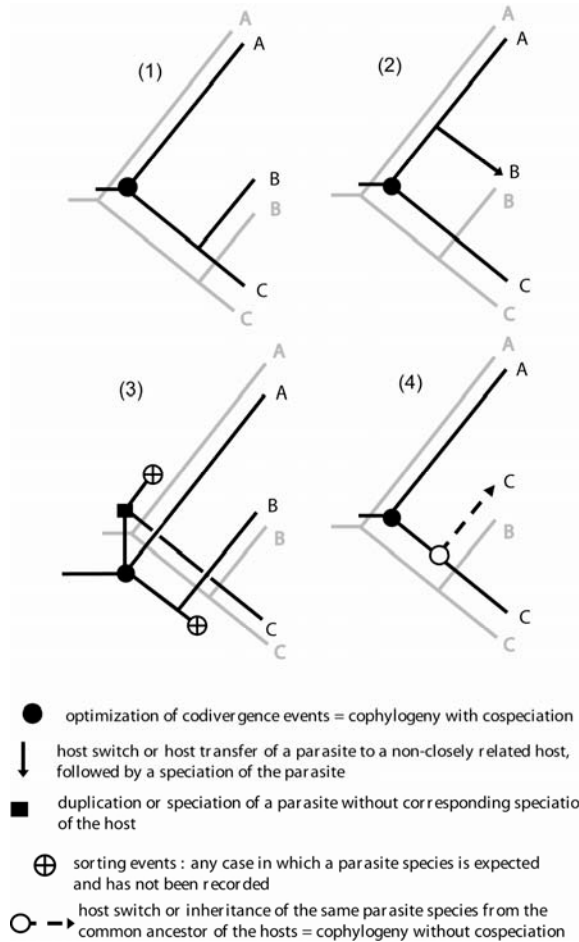 A
A
(1)
B
B
C
C
A
A
(2)
B
B
C
C
A
A
(3)
B
B
C
C
A
A
(4)
C
B
C
C
optimization of codivergence events = cophylogeny with cospeciation
host switch or host transfer of a parasite to a non-closely related host,
followed by a speciation of the parasite
duplication or speciation of a parasite without corresponding speciatio
of the host
sorting events : any case in which a parasite species is expected
and has not been recorded
host switch or inheritance of the same parasite species from the
common ancestor of the hosts = cophylogeny without cospeciation